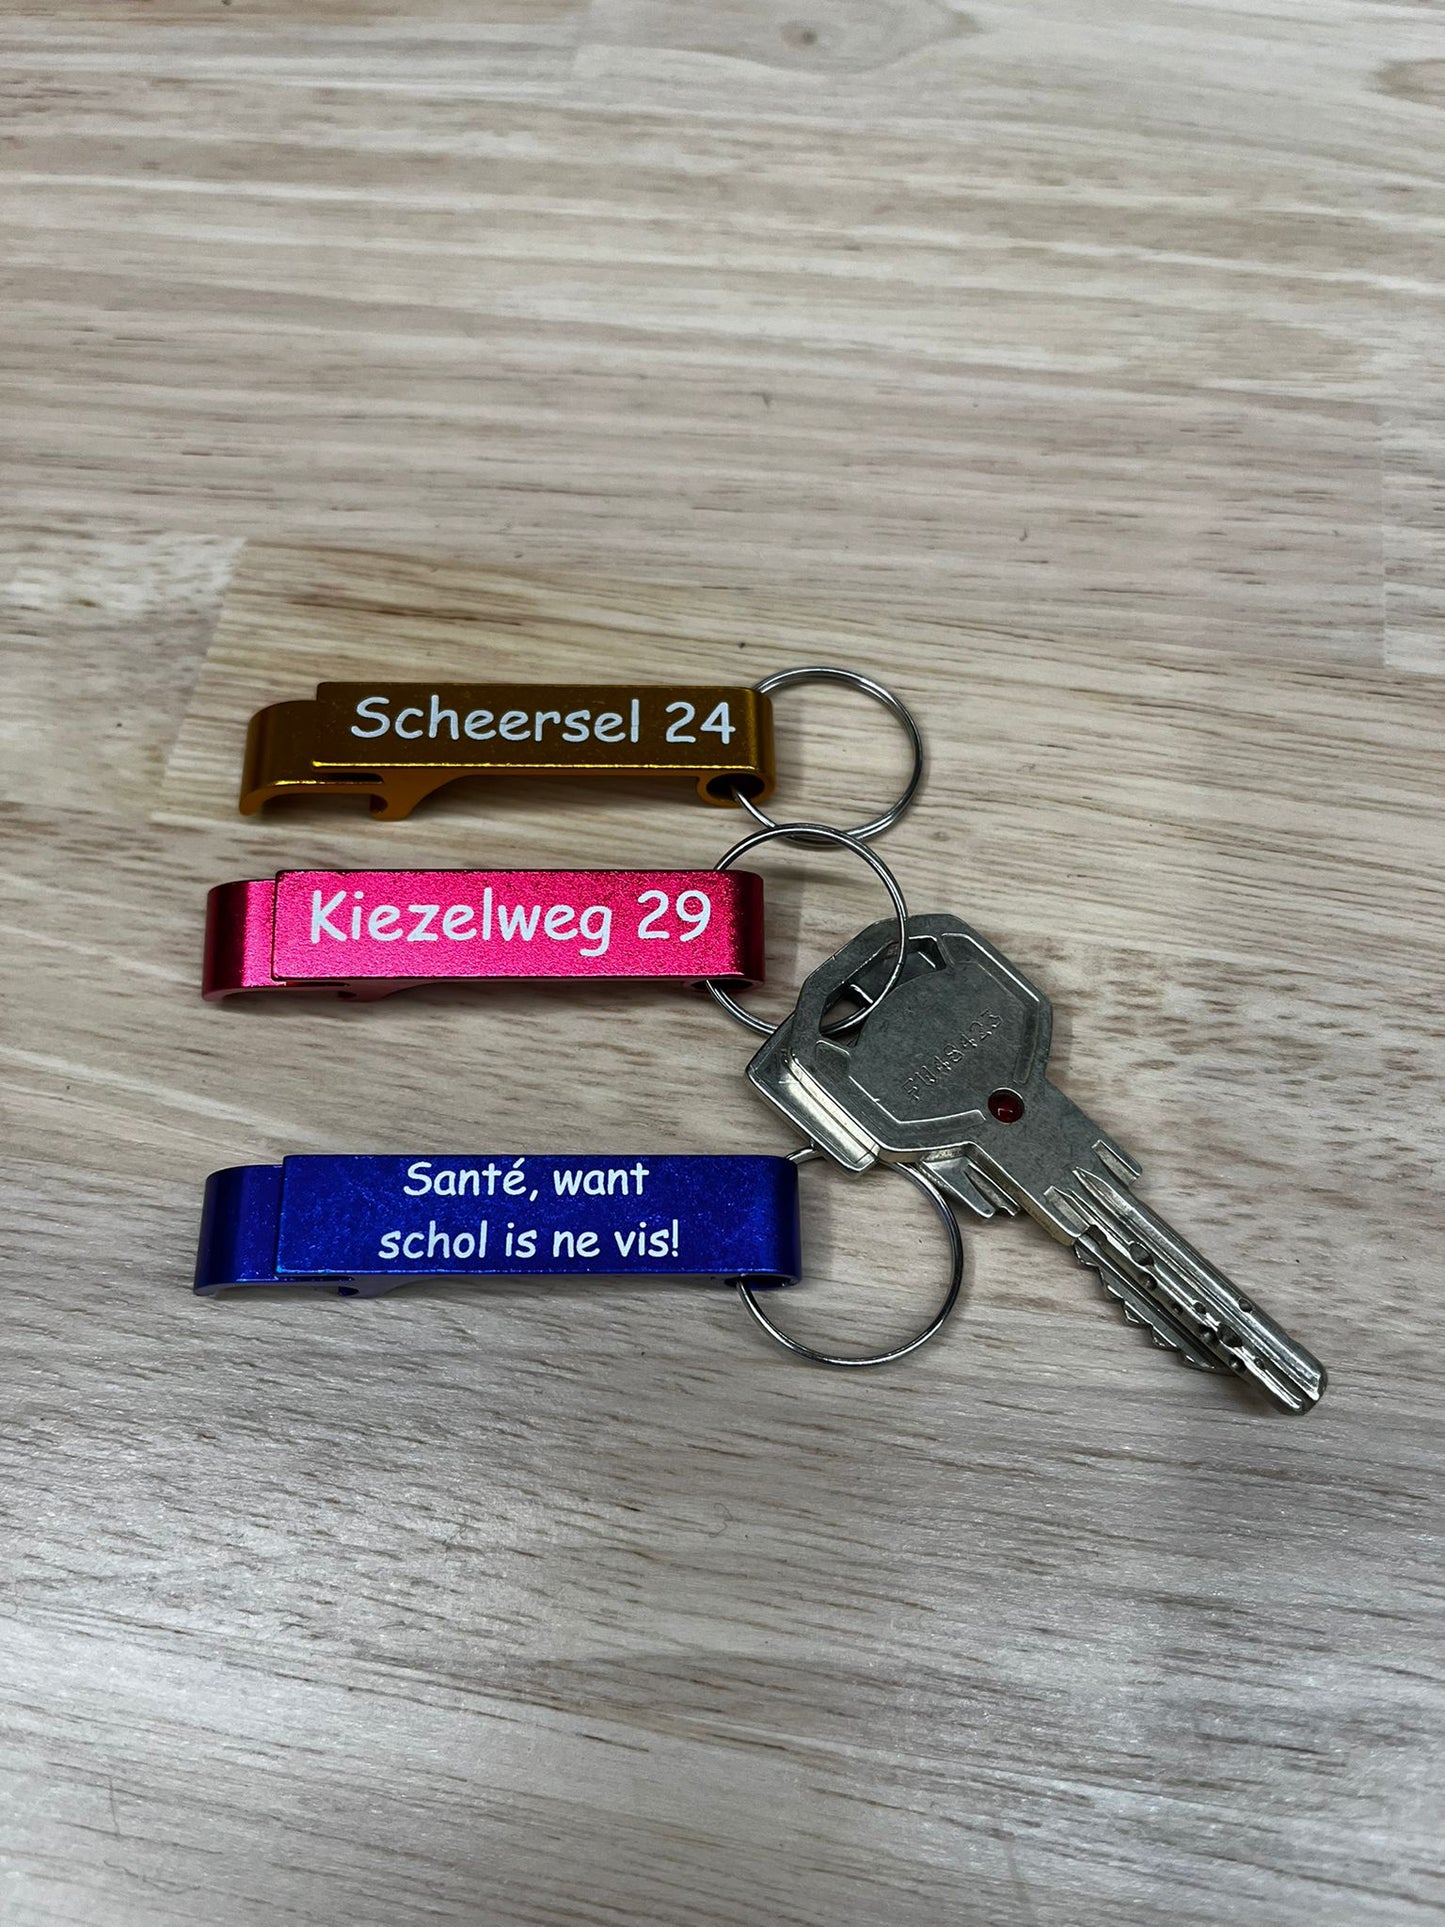 Scheersel 24
Kiezelweg 29
Santé, want
schol is ne vis!